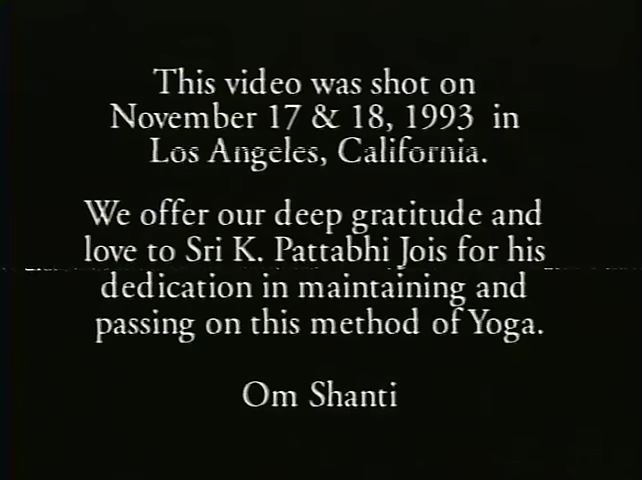 This video was shot on
November 17 & 18, 1993 in
Los Angeles, California.
We offer our deep gratitude and
love to Sri K. Pattabhi Jois for his
dedication in maintaining and
passing on this method of Yoga.
Om Shanti